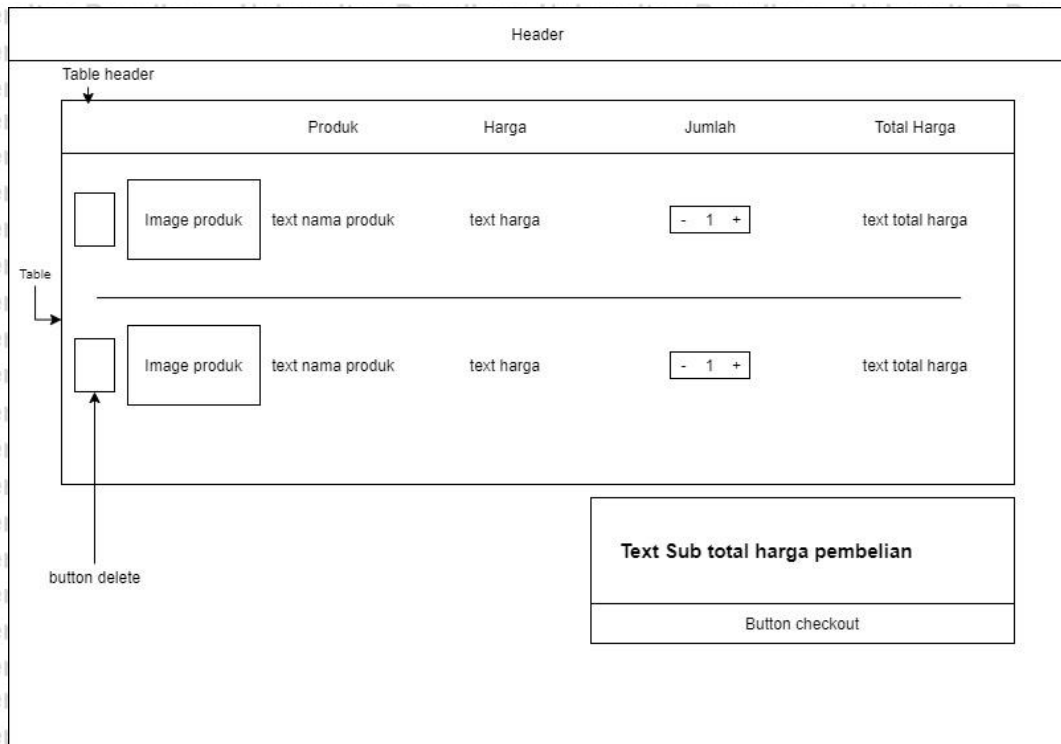 Header
Table header
Produk Harga Jumlah Total Harga
Image produk text nama produk text harga - 1 + text total harga
Table
Image produk text nama produk text harga - 1 + text total harga
Text Sub total harga pembelian
button delete
Button checkout